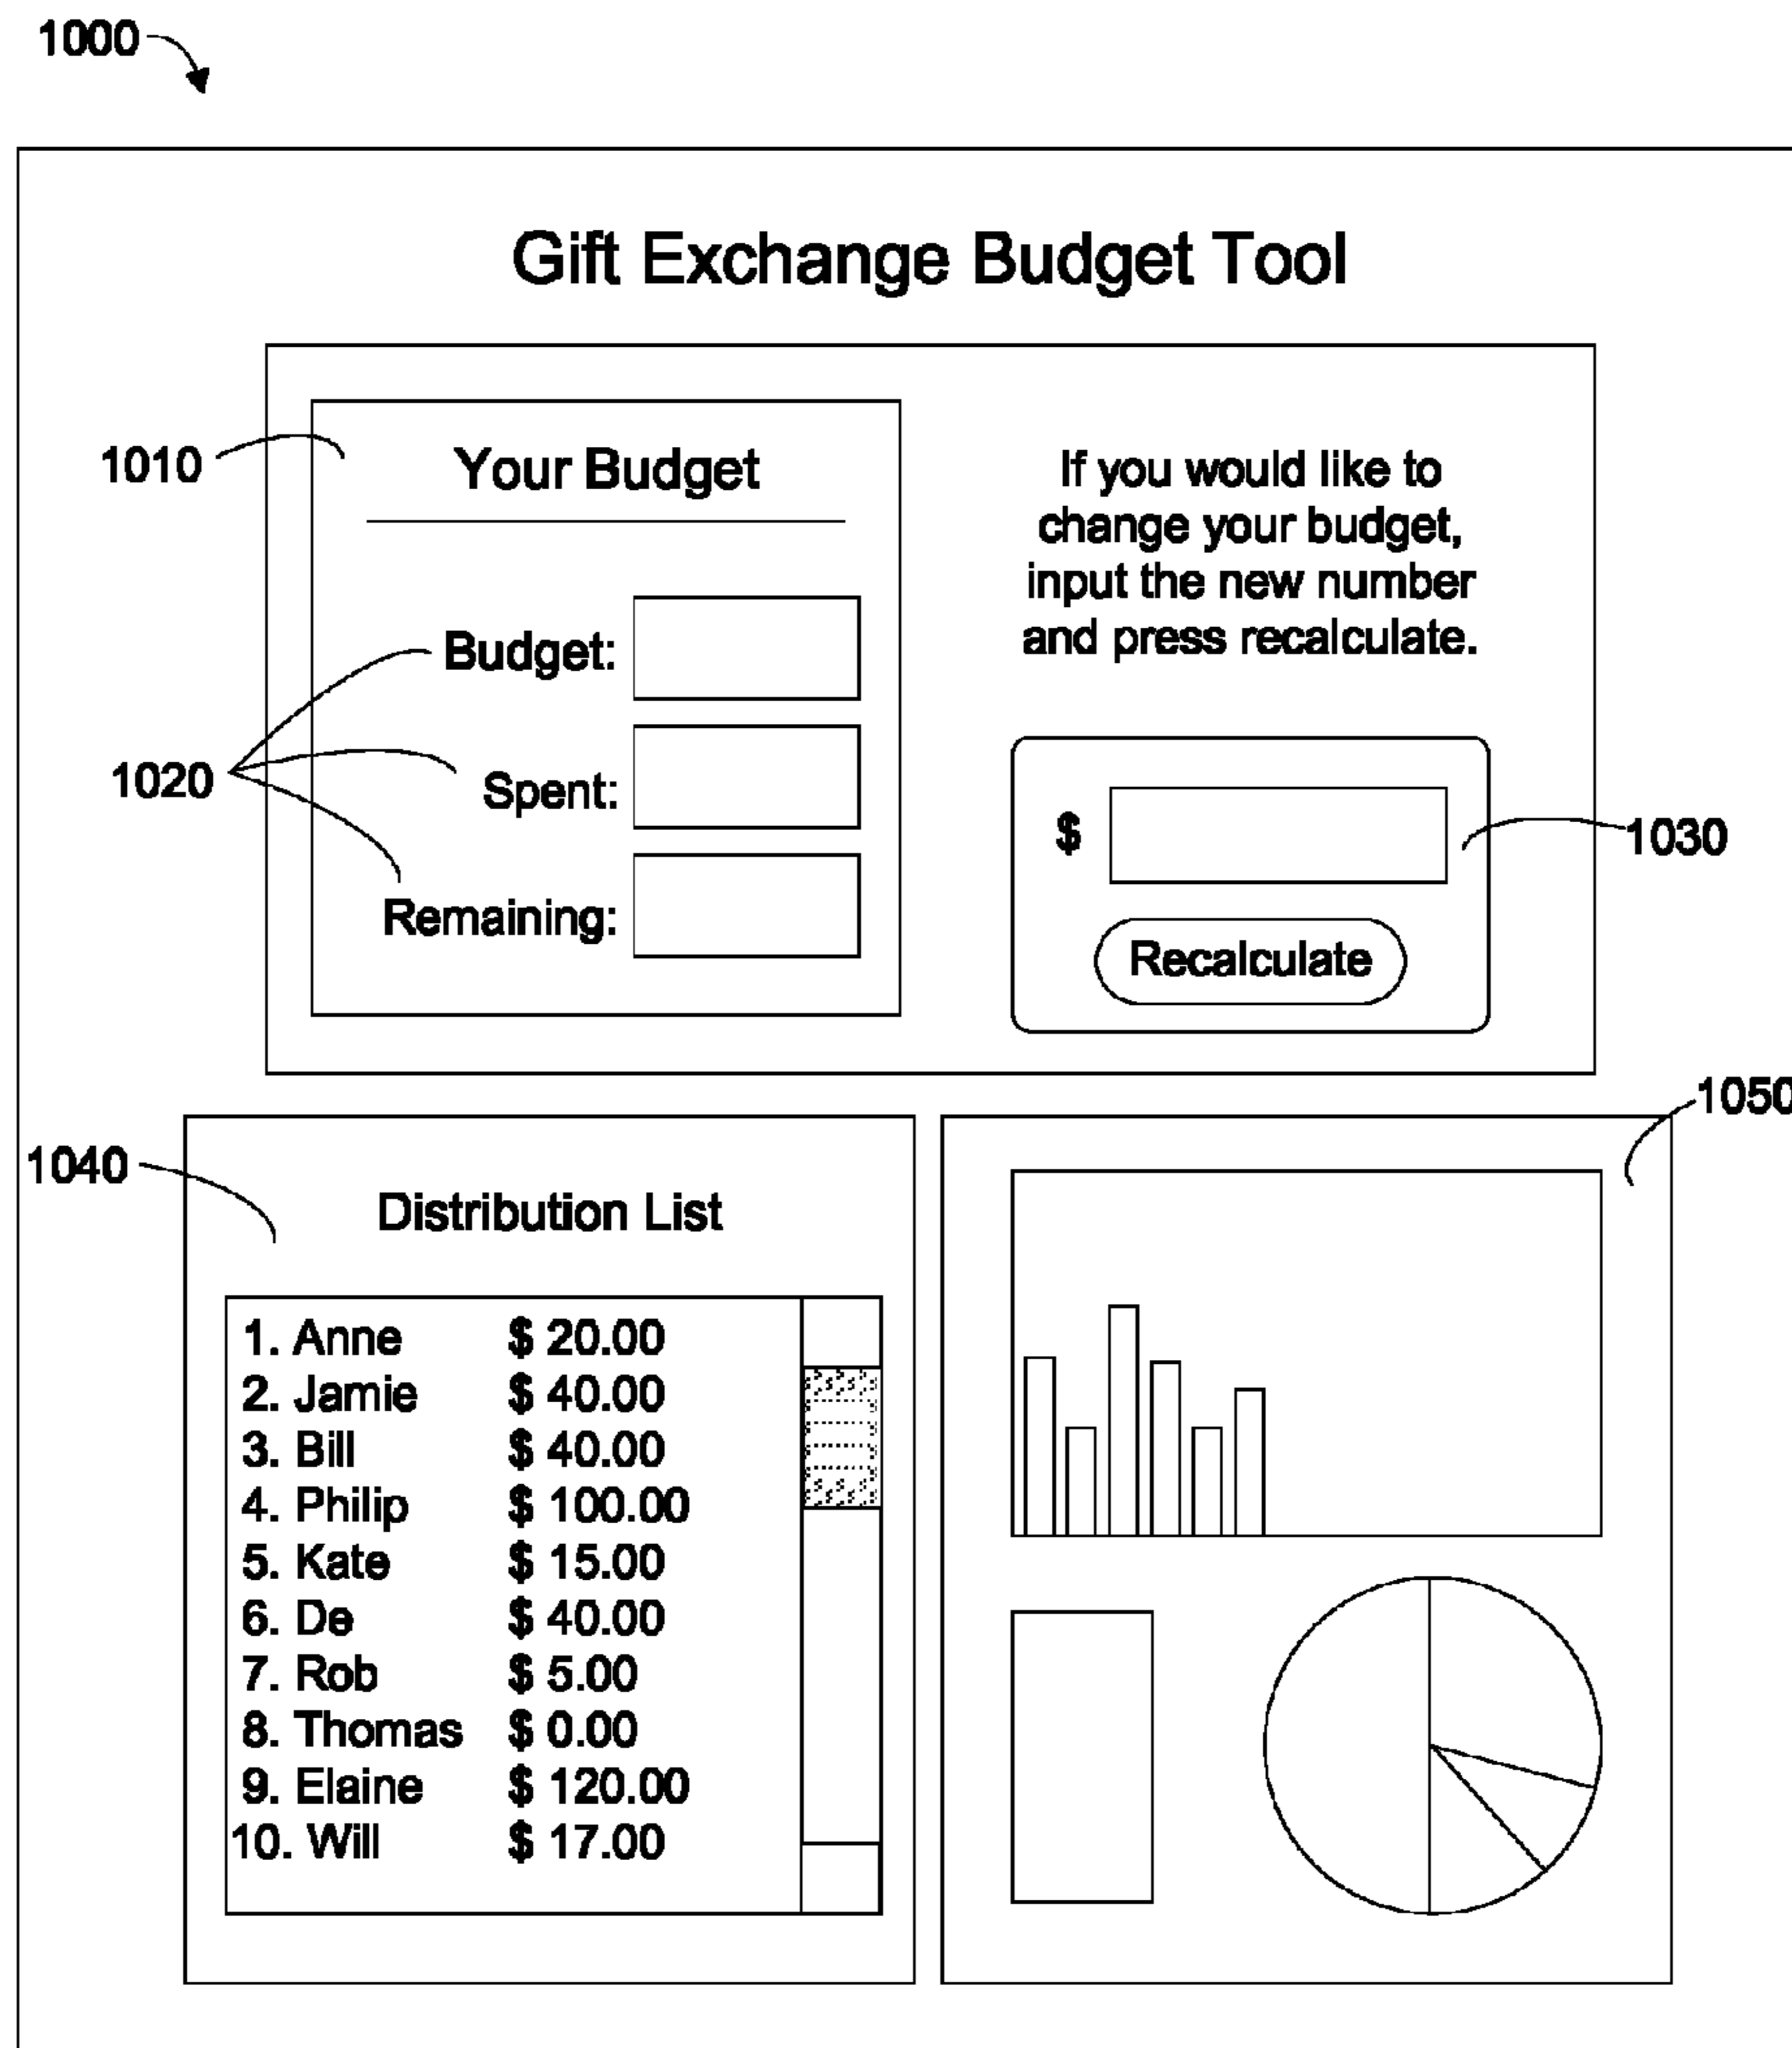 1000
Gift Exchange Budget Tool
1010
Your Budget
Budget:
1020
Spent:
Remaining:
If you would like to
change your budget,
input the new number
and press recalculate.
$
1030
Recalculate
1040
Distribution List
1. Anne $ 20.00
2. Jamie $ 40.00
3. Bill $ 40.00
4. Philip $ 100.00
5. Kate $ 15.00
6. De $ 40.00
7. Rob $ 5.00
8. Thomas $ 0.00
9. Elaine $ 120.00
10. Will $ 17.00
1050